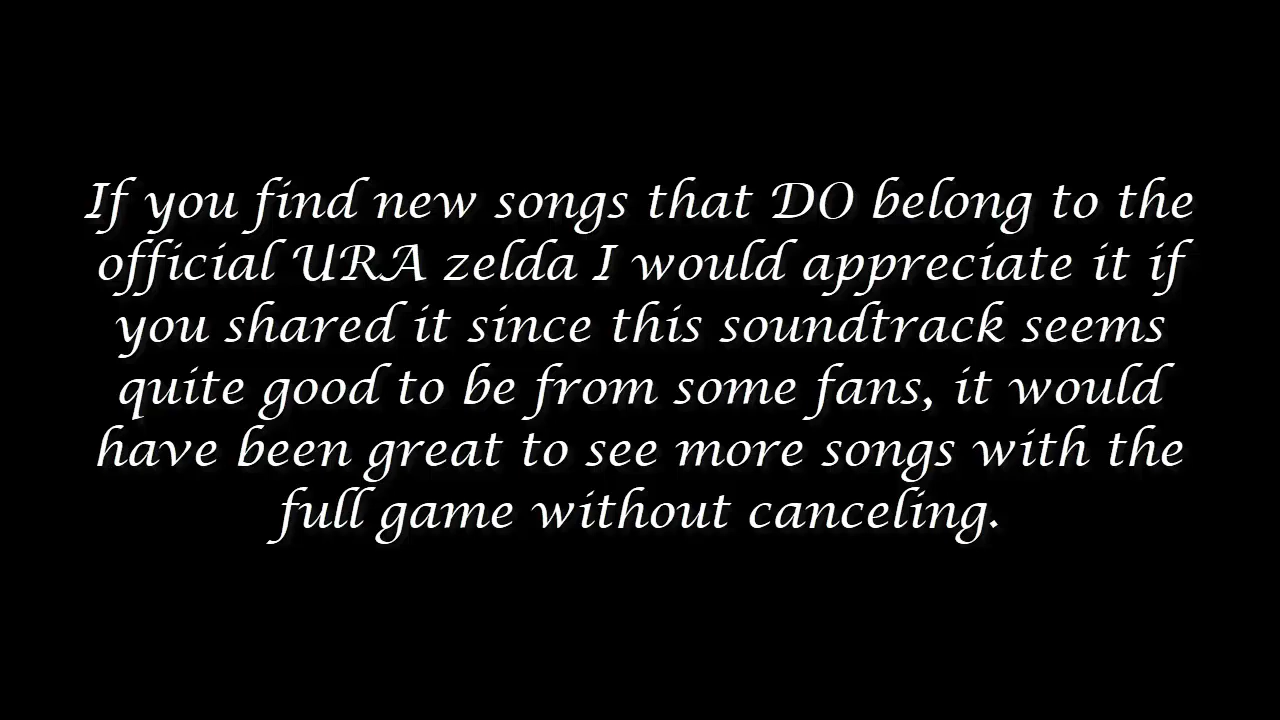 If you find new songs that DO belong to the
official URA zelda I would appreciate it if
you shared it since this soundtrack seems
quite good to be from some fans, it would
have been great to see more songs with the
full game without canceling.